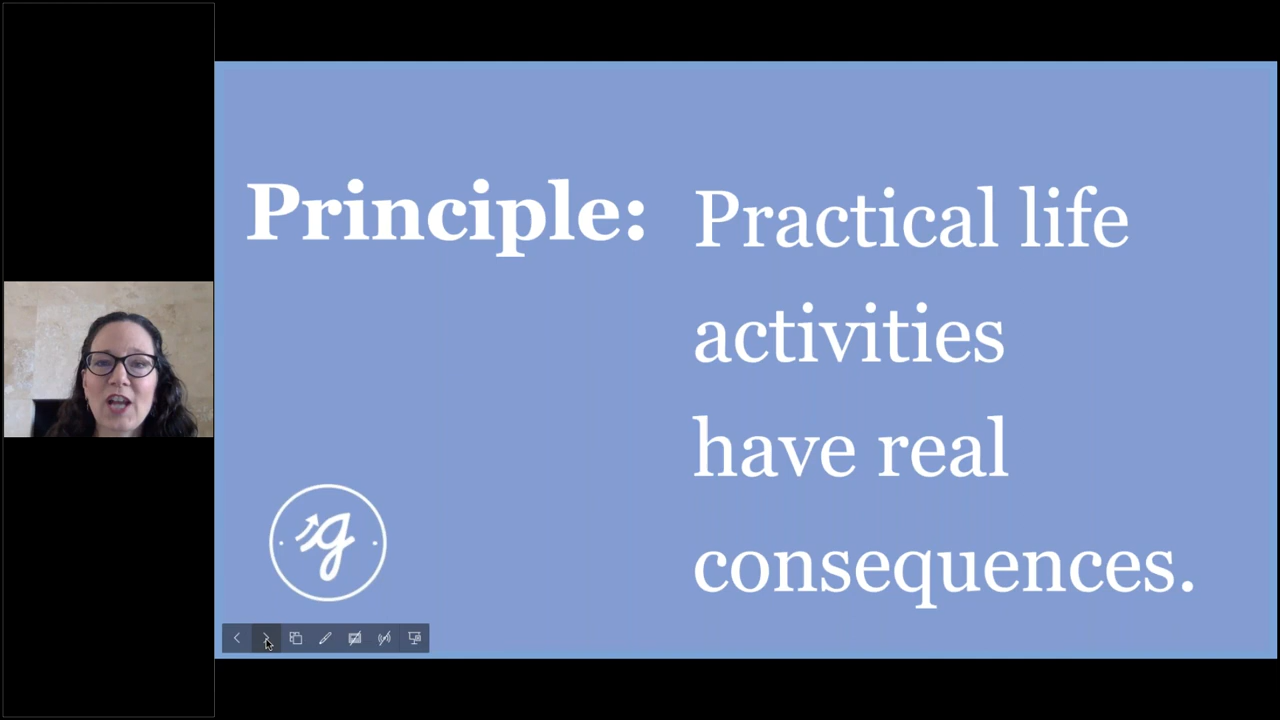 Principle: Practical life
activities
have real
consequences.
g